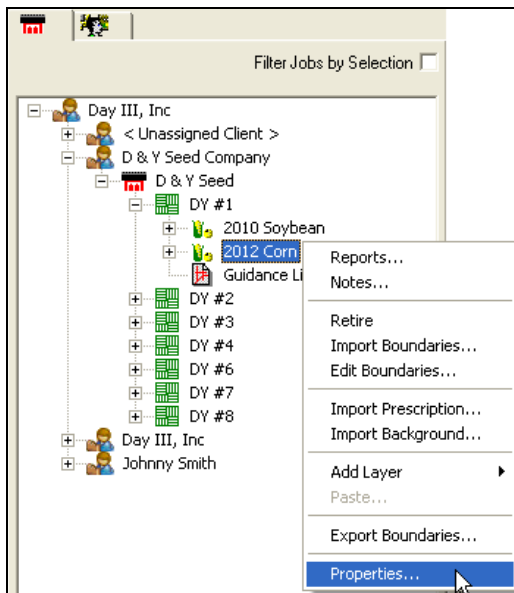 Filter Jobs by Selection
Day III, Inc
< Unassigned Client >
D & Y Seed Company
D & Y Seed
DY #1
2010 Soybean
2012 Corn
Guidance Li
DY #2
DY #3
DY #4
DY #6
DY #7
DY #8
Day III, Inc
Johnny Smith
Reports...
Notes...
Retire
Import Boundaries...
Edit Boundaries...
Import Prescription...
Import Background...
Add Layer
Paste...
Export Boundaries...
Properties...